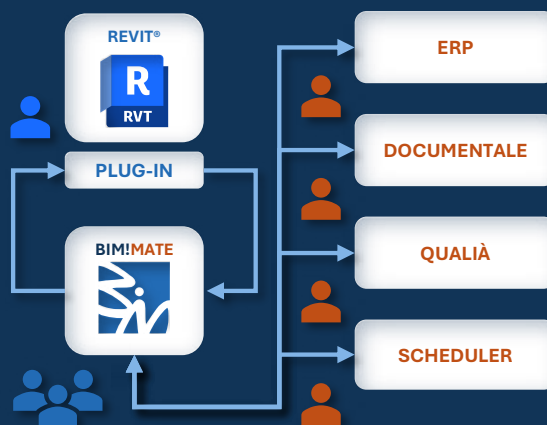 REVIT®
R
RVT
PLUG-IN
BIM!MATE
ERP
DOCUMENTALE
QUALIÀ
SCHEDULER